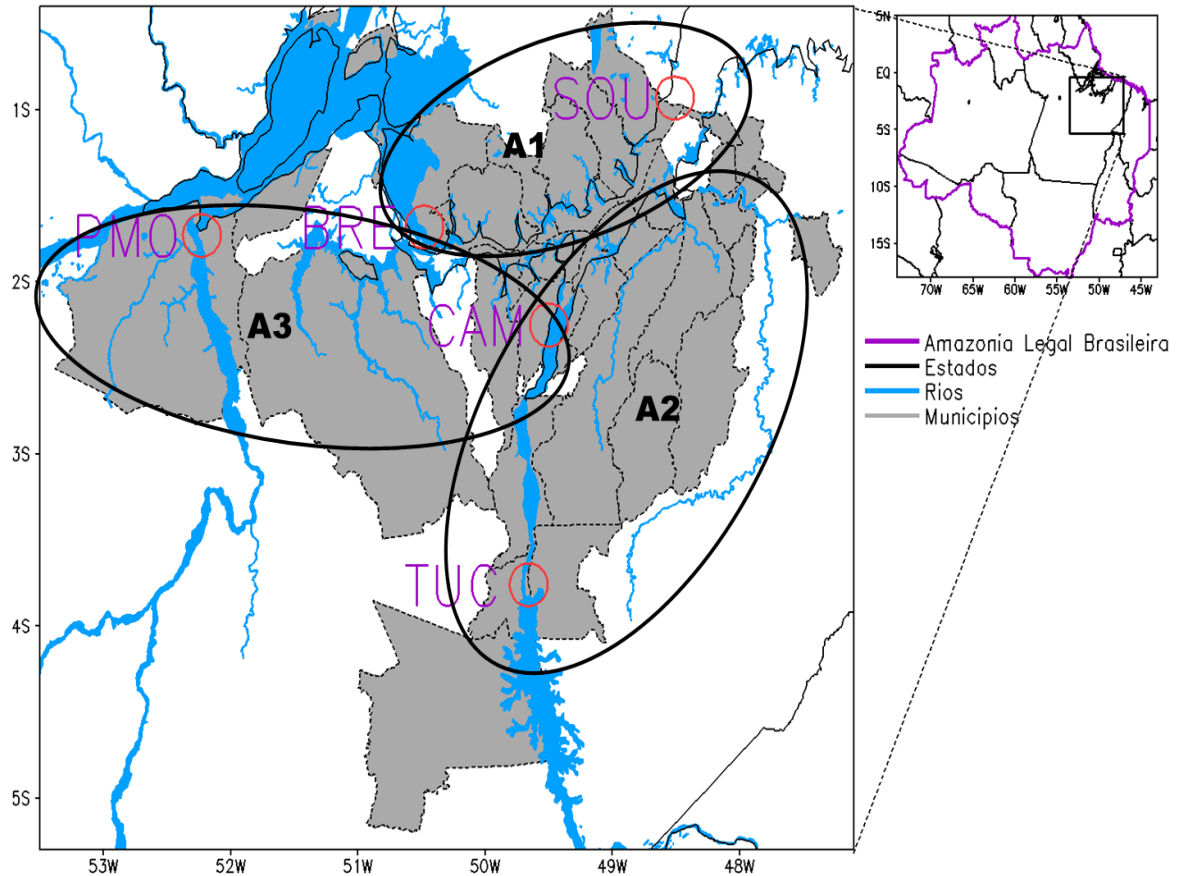 SOU
A1
PMO
BRE
A3
CAM
A2
TUC
1S
2S
3S
4S
5S
53W
52W
51W
50W
49W
48W
5N
EQ
5S
10S
15S
70W
65W
60W
55W
50W
45W
Amazonia Legal Brasileira
Estados
Rios
Municípios